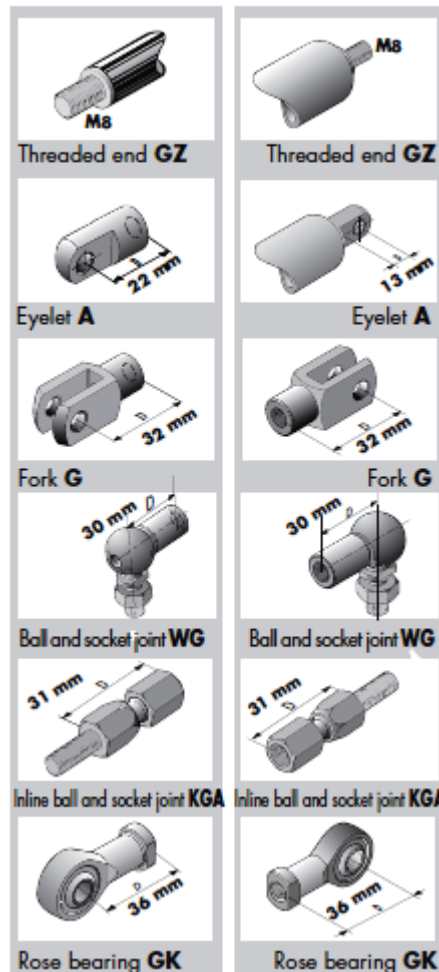 M8
Threaded end GZ
M8
Threaded end GZ
22 mm
Eyelet A
13 mm
Eyelet A
D
32 mm
Fork G
D
32 mm
Fork G
30 mm
D
Ball and socket joint WG
30 mm
D
Ball and socket joint WG
31 mm
D
Inline ball and socket joint KGA
31 mm
D
Inline ball and socket joint KGA
D
36 mm
Rose bearing GK
36 mm
D
Rose bearing GK